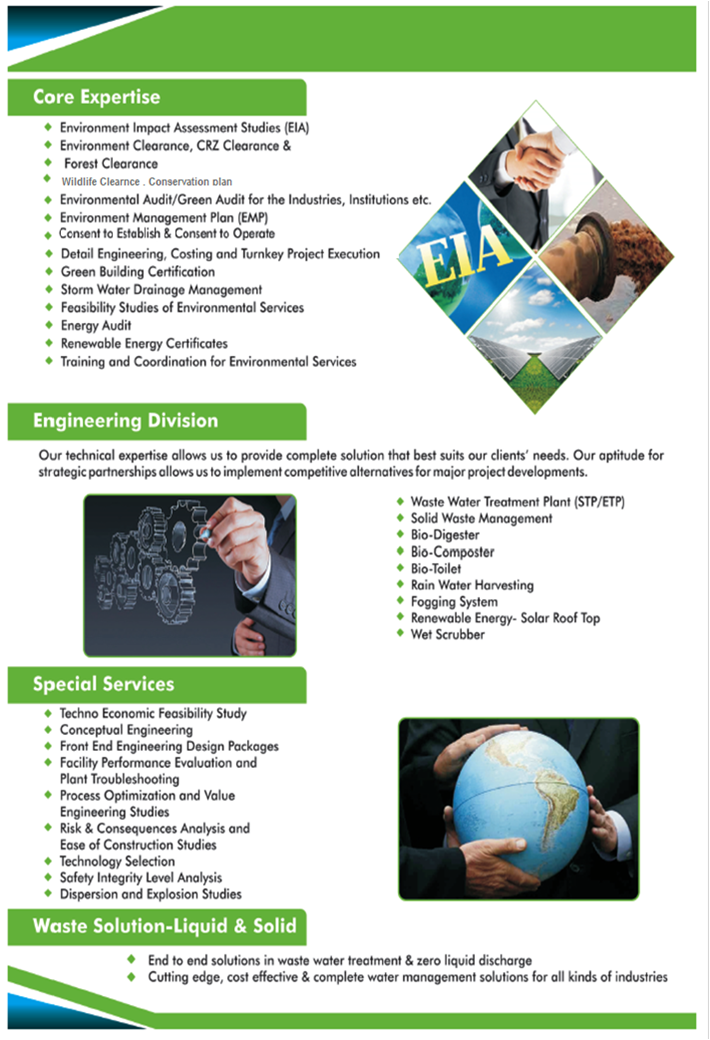 Core Expertise
Environment Impact Assessment Studies (EIA)
Environment Clearance, CRZ Clearance &
Forest Clearance
Wildlife Clearnce , Conservation plan
Environmental Audit/Green Audit for the Industries, Institutions etc.
Environment Management Plan (EMP)
Consent to Establish & Consent to Operate
Detail Engineering, Costing and Turnkey Project Execution
Green Building Certification
Storm Water Drainage Management
Feasibility Studies of Environmental Services
Energy Audit
Renewable Energy Certificates
Training and Coordination for Environmental Services
EIA
Engineering Division
Our technical expertise allows us to provide complete solution that best suits our clients' needs. Our aptitude for
strategic partnerships allows us to implement competitive alternatives for major project developments.
Waste Water Treatment Plant (STP/ETP)
Solid Waste Management
Bio-Digester
Bio-Composter
Bio-Toilet
Rain Water Harvesting
Fogging System
Renewable Energy- Solar Roof Top
Wet Scrubber
Special Services
Techno Economic Feasibility Study
Conceptual Engineering
Front End Engineering Design Packages
Facility Performance Evaluation and
Plant Troubleshooting
Process Optimization and Value
Engineering Studies
Risk & Consequences Analysis and
Ease of Construction Studies
Technology Selection
Safety Integrity Level Analysis
Dispersion and Explosion Studies
Waste Solution-Liquid & Solid
End to end solutions in waste water treatment & zero liquid discharge
Cutting edge, cost effective & complete water management solutions for all kinds of industries